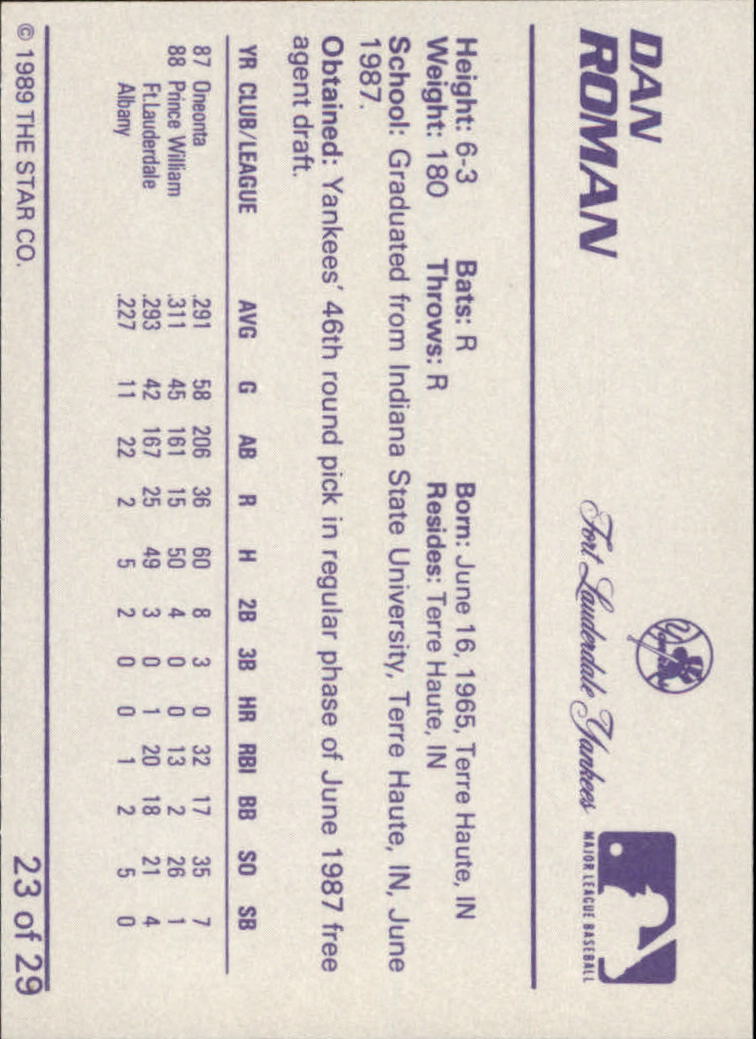 DAN
ROMAN
Yankees
Fort Lauderdale Yankees
MAJOR LEAGUE BASEBALL
Height: 6-3 Bats: R Born: June 16, 1965, Terre Haute, IN
Weight: 180 Throws: R Resides: Terre Haute, IN
School: Graduated from Indiana State University, Terre Haute, IN, June
1987.
Obtained: Yankees' 46th round pick in regular phase of June 1987 free
agent draft.
YR CLUB/LEAGUE AVG G AB R H 2B 3B HR RBI BB SO SB
87 Oneonta .291 58 206 36 60 8 3 0 32 17 35 7
88 Prince William .311 45 161 15 50 4 0 0 13 2 26 1
Ft.Lauderdale .293 42 167 25 49 3 0 1 20 18 21 4
Albany .227 11 22 2 5 2 0 0 1 2 5 0
© 1989 THE STAR CO. 23 of 29